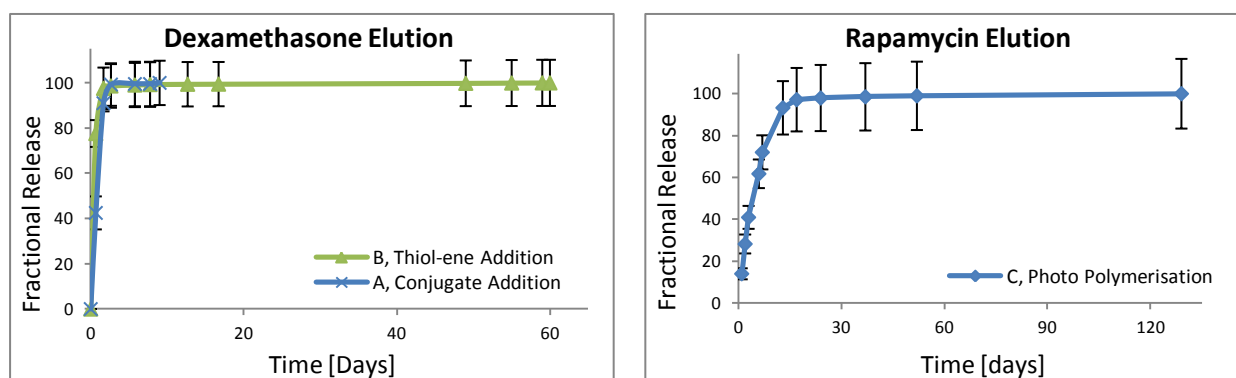 Dexamethasone Elution
Fractional Release
100
80
60
40
20
0
B, Thiol-ene Addition
A, Conjugate Addition
0
20
40
60
Time [Days]
Rapamycin Elution
Fractional Release
100
80
60
40
20
0
C, Photo Polymerisation
0
30
60
90
120
Time [days]